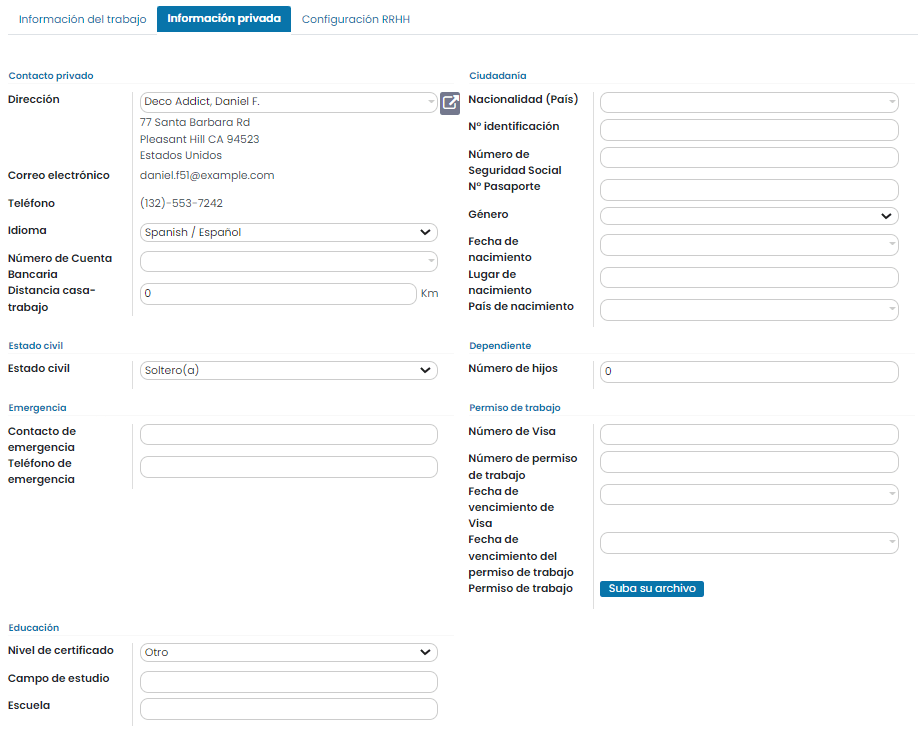 Información del trabajo
Información privada
Configuración RRHH
Contacto privado
Dirección
Deco Addict, Daniel F.
77 Santa Barbara Rd
Pleasant Hill CA 94523
Estados Unidos
Correo electrónico
daniel.f51@example.com
Teléfono
(132)-553-7242
Idioma
Spanish / Español
Número de Cuenta
Bancaria
Distancia casa-
trabajo
0
Km
Ciudadanía
Nacionalidad (País)
Nº identificación
Número de
Seguridad Social
Nº Pasaporte
Género
Fecha de
nacimiento
Lugar de
nacimiento
País de nacimiento
Estado civil
Estado civil
Soltero(a)
Dependiente
Número de hijos
0
Emergencia
Contacto de
emergencia
Teléfono de
emergencia
Permiso de trabajo
Número de Visa
Número de permiso
de trabajo
Fecha de
vencimiento de
Visa
Fecha de
vencimiento del
permiso de trabajo
Permiso de trabajo
Suba su archivo
Educación
Nivel de certificado
Otro
Campo de estudio
Escuela